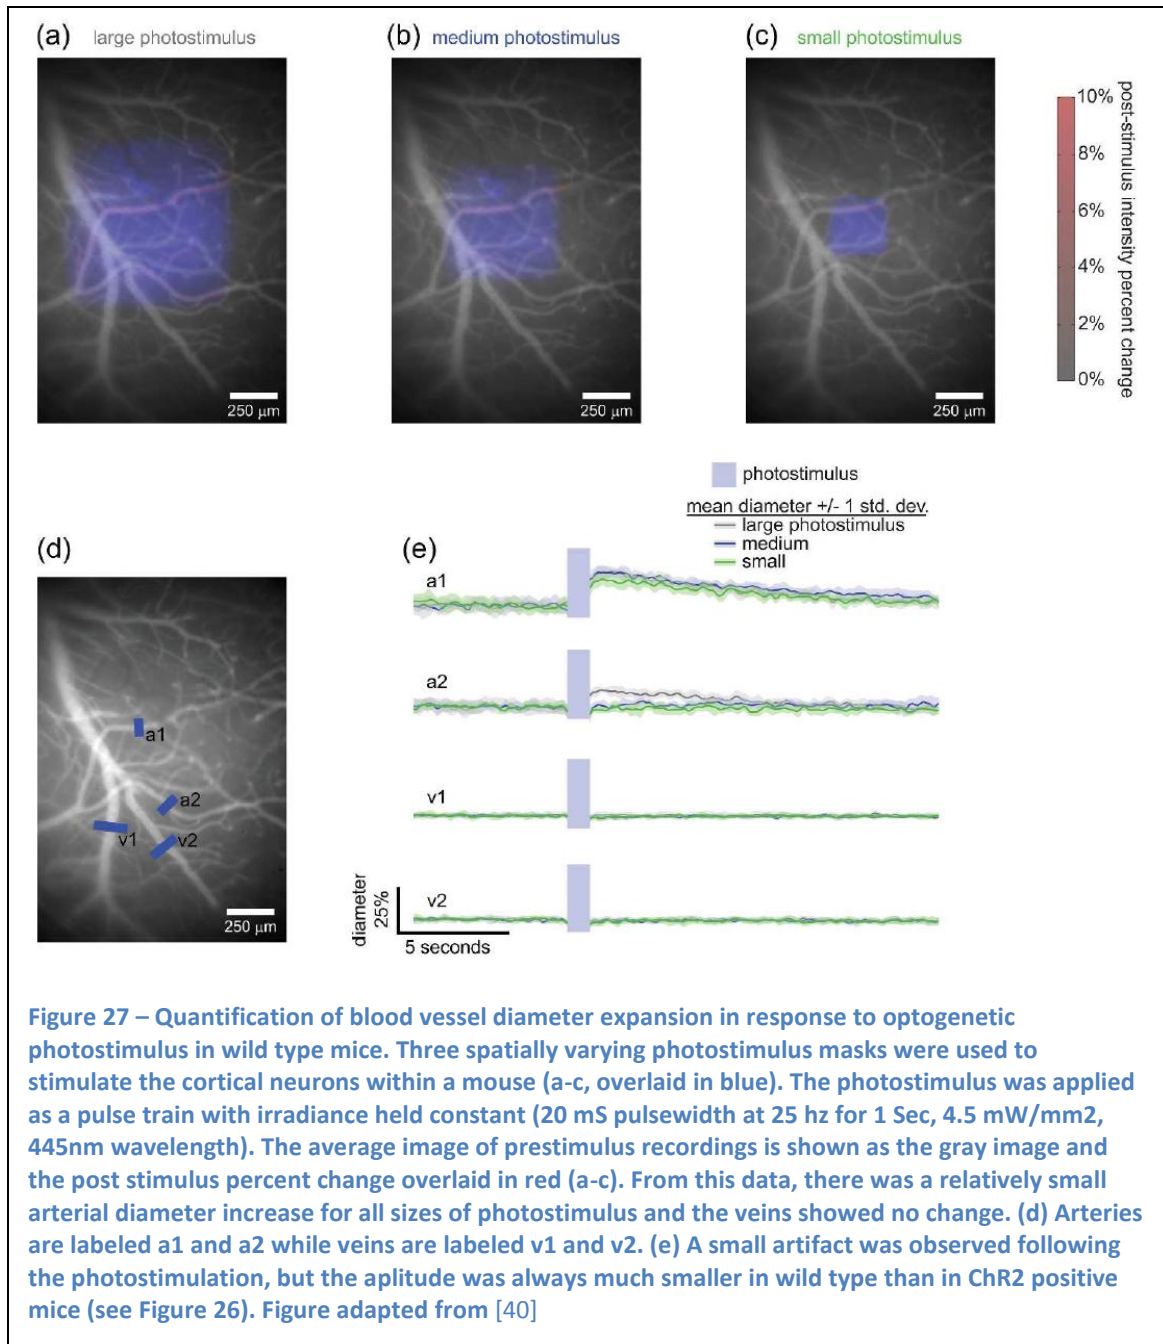 (a) large photostimulus
(b) medium photostimulus
(c) small photostimulus
10%
8%
6%
4%
2%
0%
post-stimulus intensity percent change
250 µm
250 µm
250 µm
photostimulus
mean diameter +/- 1 std. dev.
large photostimulus
medium
small
(d)
(e)
a1
a2
v1
v2
250 µm
a1
a2
v1
v2
diameter
25%
5 seconds
Figure 27 – Quantification of blood vessel diameter expansion in response to optogenetic
photostimulus in wild type mice. Three spatially varying photostimulus masks were used to
stimulate the cortical neurons within a mouse (a-c, overlaid in blue). The photostimulus was applied
as a pulse train with irradiance held constant (20 mS pulsewidth at 25 hz for 1 Sec, 4.5 mW/mm2,
445nm wavelength). The average image of prestimulus recordings is shown as the gray image and
the post stimulus percent change overlaid in red (a-c). From this data, there was a relatively small
arterial diameter increase for all sizes of photostimulus and the veins showed no change. (d) Arteries
are labeled a1 and a2 while veins are labeled v1 and v2. (e) A small artifact was observed following
the photostimulation, but the aplitude was always much smaller in wild type than in ChR2 positive
mice (see Figure 26). Figure adapted from [40]